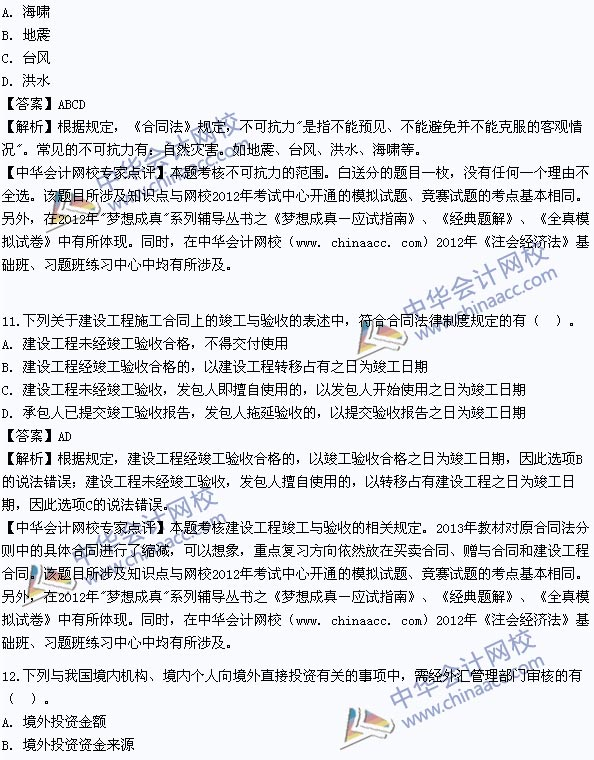 A. 海啸
B. 地震
C. 台风
D. 洪水
【答案】ABCD
【解析】根据规定，《合同法》规定，不可抗力"是指不能预见、不能避免并不能克服的客观情
况"。常见的不可抗力有：自然灾害。如地震、台风、洪水、海啸等。
【中华会计网校专家点评】本题考核不可抗力的范围。白送分的题目一枚，没有任何一个理由不
全选。该题目所涉及知识点与网校2012年考试中心开通的模拟试题、竞赛试题的考点基本相同。
另外，在2012年"梦想成真"系列辅导丛书之《梦想成真—应试指南》、《经典题解》、《全真模
拟试卷》中有所体现。同时，在中华会计网校（www. chinaacc. com）2012年《注会经济法》基
础班、习题班练习中心中均有所涉及。
11.下列关于建设工程施工合同上的竣工与验收的表述中，符合合同法律制度规定的有（　）。
A. 建设工程未经竣工验收合格，不得交付使用
B. 建设工程经竣工验收合格的，以建设工程转移占有之日为竣工日期
C. 建设工程未经竣工验收，发包人即擅自使用的，以发包人开始使用之日为竣工日期
D. 承包人已提交竣工验收报告，发包人拖延验收的，以提交验收报告之日为竣工日期
【答案】AD
【解析】根据规定，建设工程经竣工验收合格的，以竣工验收合格之日为竣工日期，因此选项B
的说法错误；建设工程未经竣工验收，发包人擅自使用的，以转移占有建设工程之日为竣工日
期，因此选项C的说法错误。
【中华会计网校专家点评】本题考核建设工程竣工与验收的相关规定。2013年教材对原合同法分
则中的具体合同进行了缩减，可以想象，重点复习方向依然放在买卖合同、赠与合同和建设工程
合同。该题目所涉及知识点与网校2012年考试中心开通的模拟试题、竞赛试题的考点基本相同。
另外，在2012年"梦想成真"系列辅导丛书之《梦想成真—应试指南》、《经典题解》、《全真模
拟试卷》中有所体现。同时，在中华会计网校（www. chinaacc. com）2012年《注会经济法》基
础班、习题班练习中心中均有所涉及。
12.下列与我国境内机构、境内个人向境外直接投资有关的事项中，需经外汇管理部门审核的有
（　）。
A. 境外投资金额
B. 境外投资资金来源
中华会计网校
www.chinaacc.com
中华会计网校
www.chinaacc.com
中华会计网校
www.chinaacc.com
中华会计网校
www.chinaacc.com